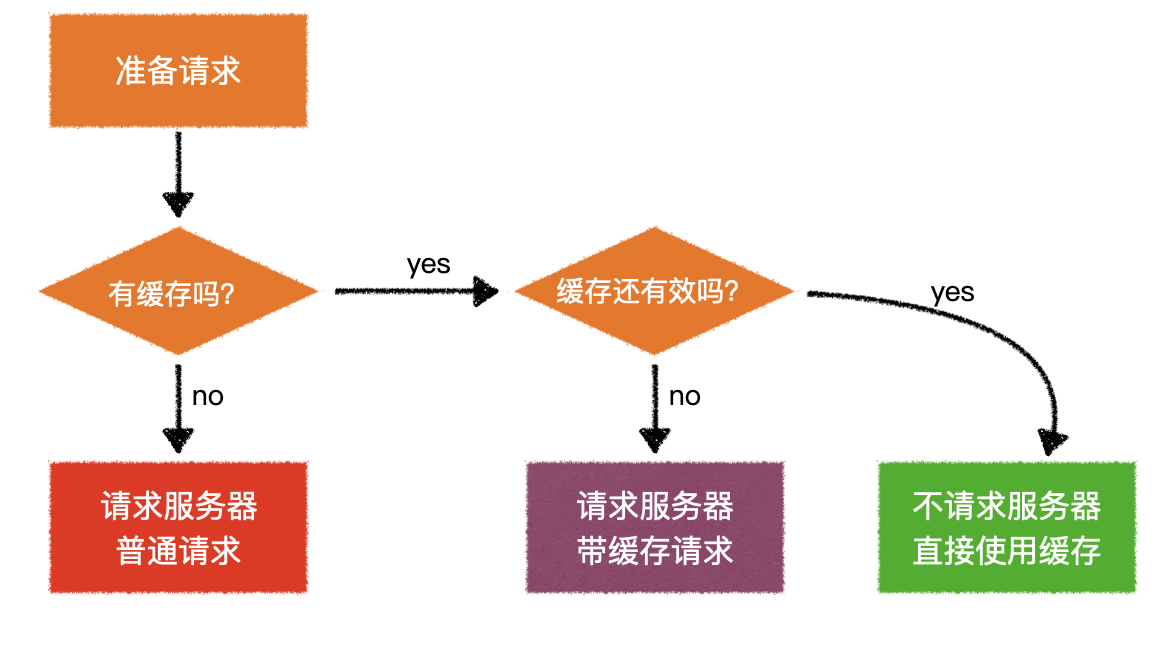 准备请求
有缓存吗?
yes
缓存还有效吗?
yes
no
no
请求服务器
普通请求
请求服务器
带缓存请求
不请求服务器
直接使用缓存